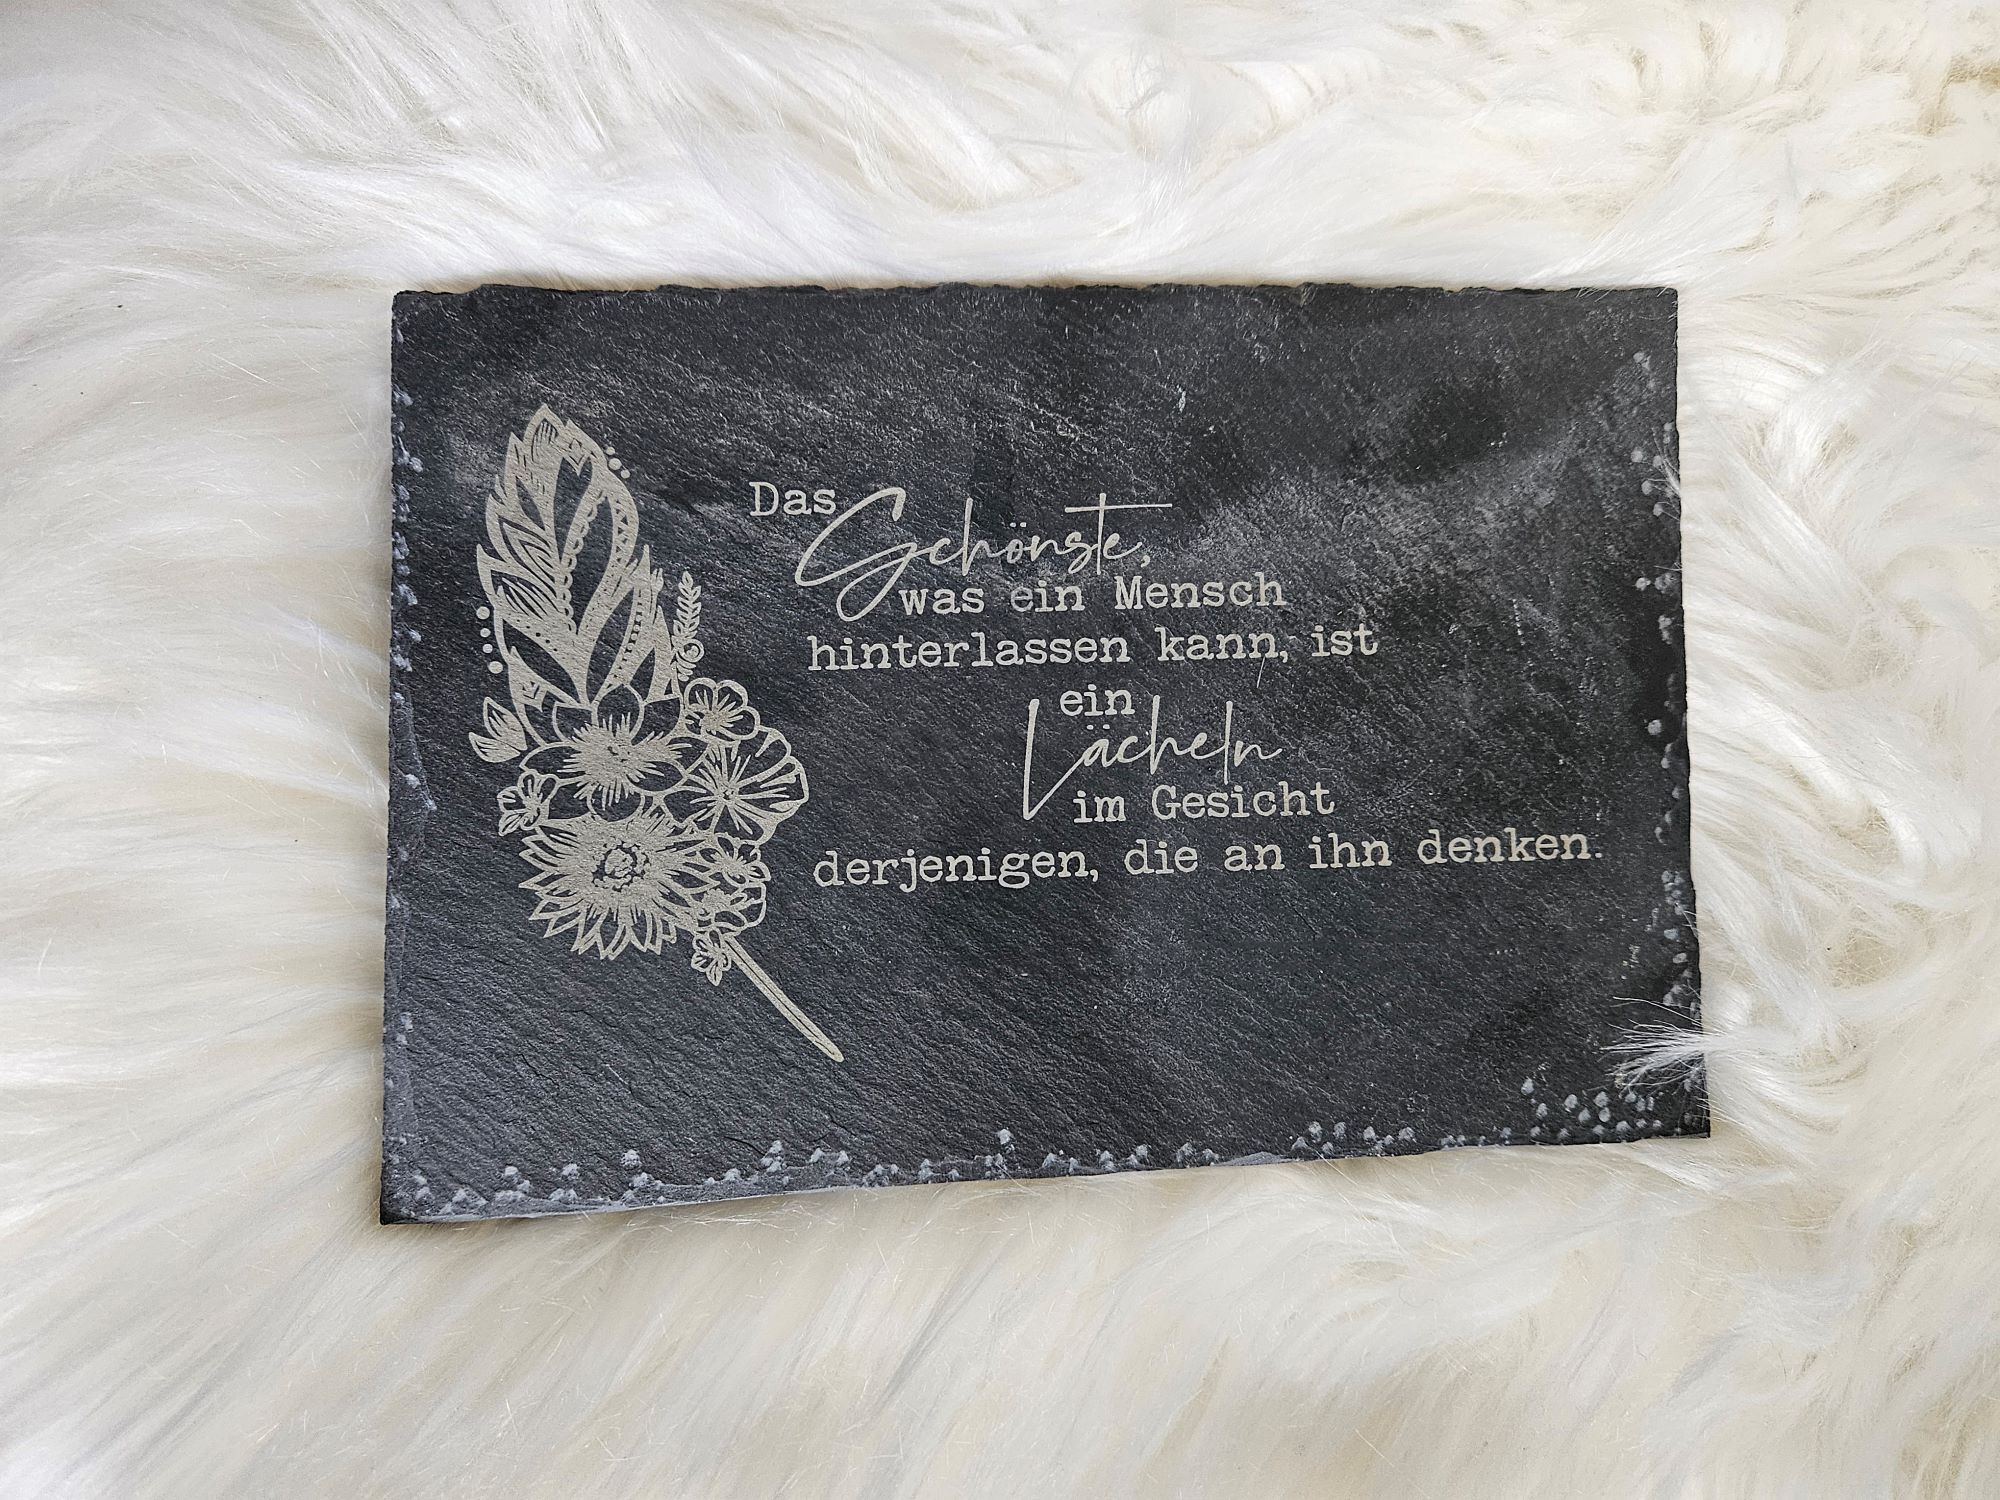 Das
Schönste,
was ein Mensch
hinterlassen kann, ist
ein
Lächeln
im Gesicht
derjenigen, die an ihn denken.